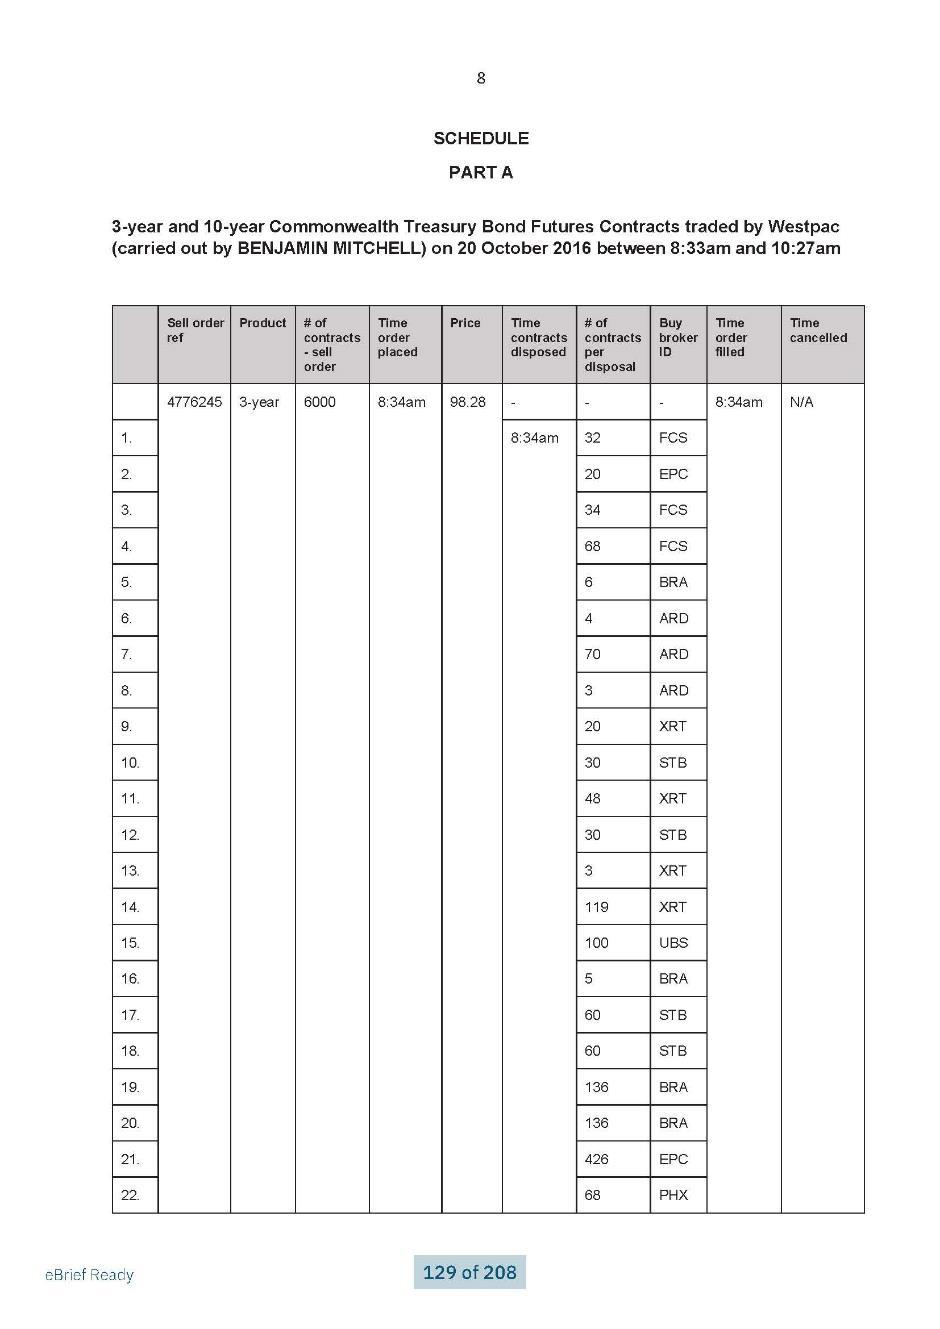 8
SCHEDULE
PART A
3-year and 10-year Commonwealth Treasury Bond Futures Contracts traded by Westpac
(carried out by BENJAMIN MITCHELL) on 20 October 2016 between 8:33am and 10:27am
Sell order ref | Product | # of contracts - sell order | Time order placed | Price | Time contracts disposed | # of contracts per disposal | Buy broker ID | Time order filled | Time cancelled
4776245 3-year 6000 8:34am 98.28 - - - 8:34am N/A
1. 8:34am 32 FCS
2. 20 EPC
3. 34 FCS
4. 68 FCS
5. 6 BRA
6. 4 ARD
7. 70 ARD
8. 3 ARD
9. 20 XRT
10. 30 STB
11. 48 XRT
12. 30 STB
13. 3 XRT
14. 119 XRT
15. 100 UBS
16. 5 BRA
17. 60 STB
18. 60 STB
19. 136 BRA
20. 136 BRA
21. 426 EPC
22. 68 PHX
eBrief Ready
129 of 208